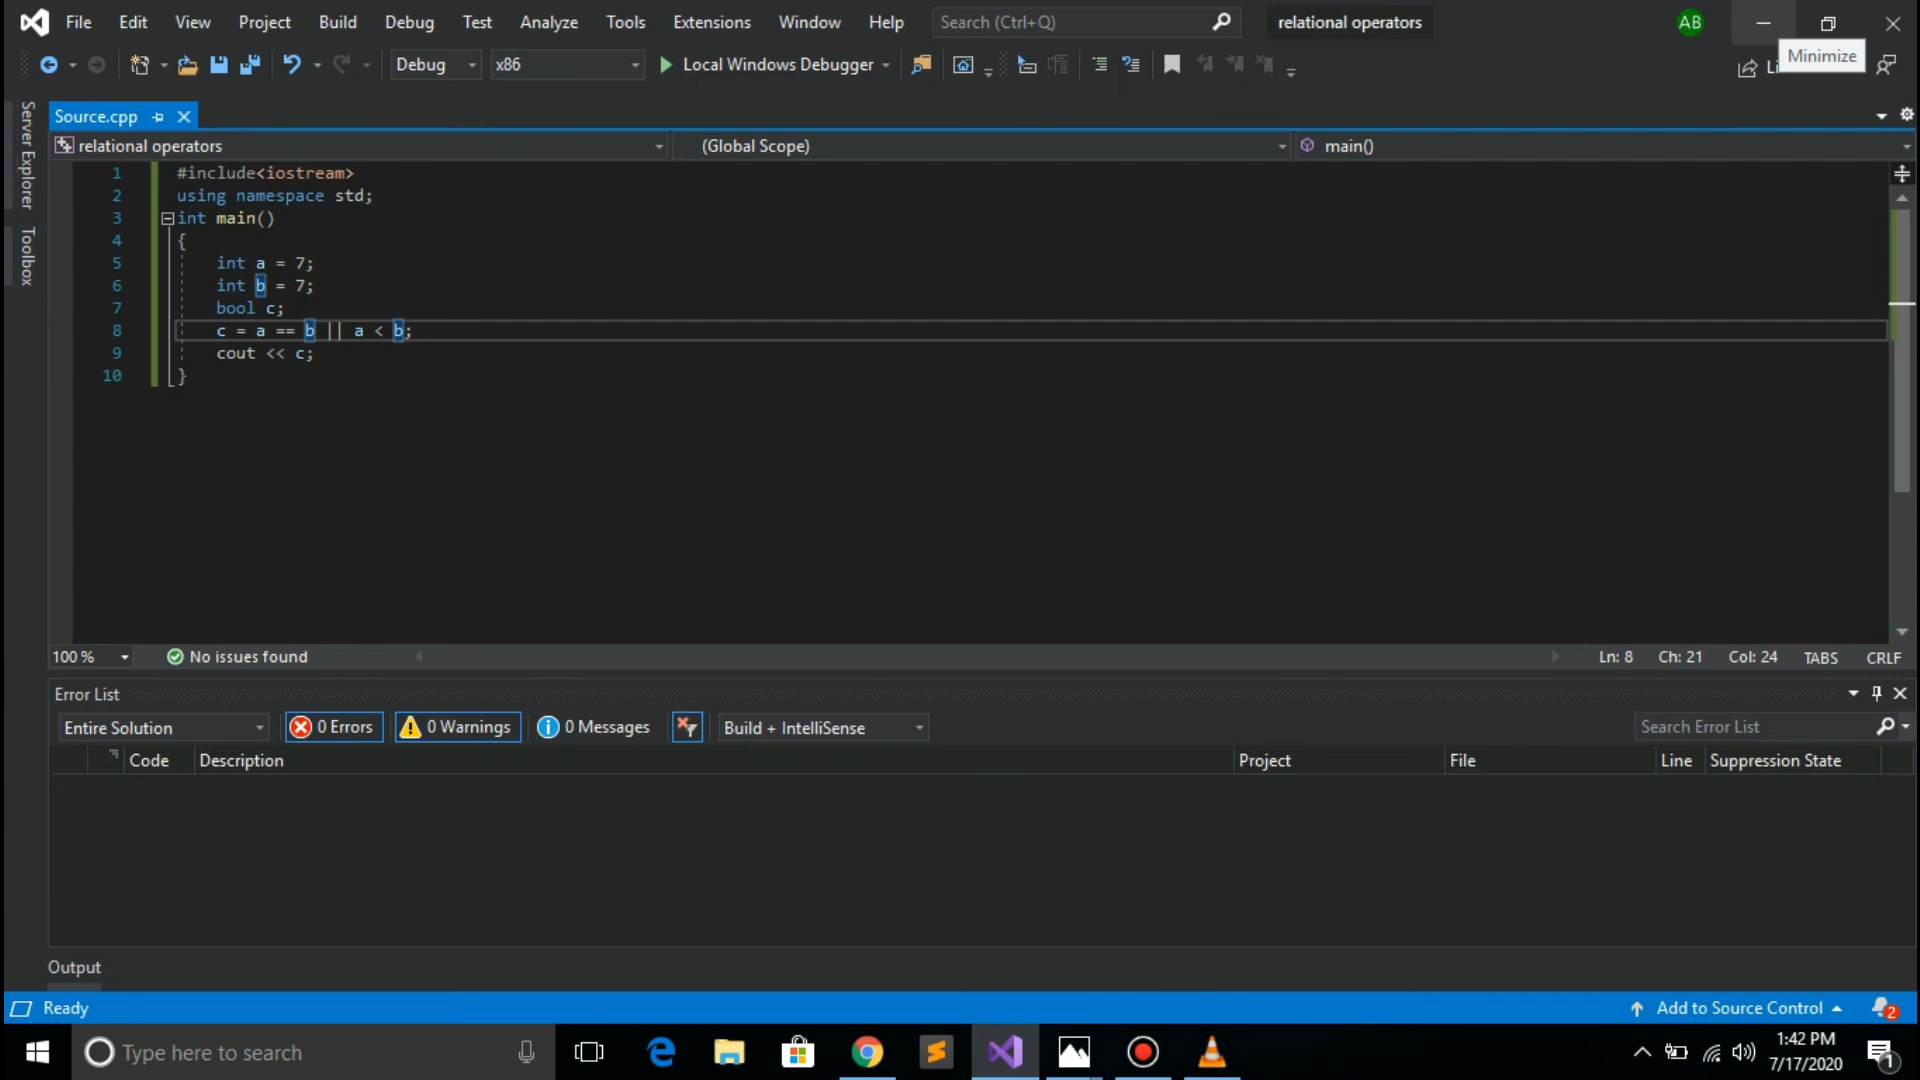 File Edit View Project Build Debug Test Analyze Tools Extensions Window Help Search (Ctrl+Q) relational operators AB
Minimize
Debug x86 Local Windows Debugger
Server Explorer
Toolbox
Source.cpp
relational operators (Global Scope) main()
1 #include<iostream>
2 using namespace std;
3 int main()
4 {
5 int a = 7;
6 int b = 7;
7 bool c;
8 c = a == b || a < b;
9 cout << c;
10 }
100 % No issues found Ln: 8 Ch: 21 Col: 24 TABS CRLF
Error List
Entire Solution 0 Errors 0 Warnings 0 Messages Build + IntelliSense Search Error List
Code Description Project File Line Suppression State
Output
Ready Add to Source Control 2
Type here to search 1:42 PM
7/17/2020 1